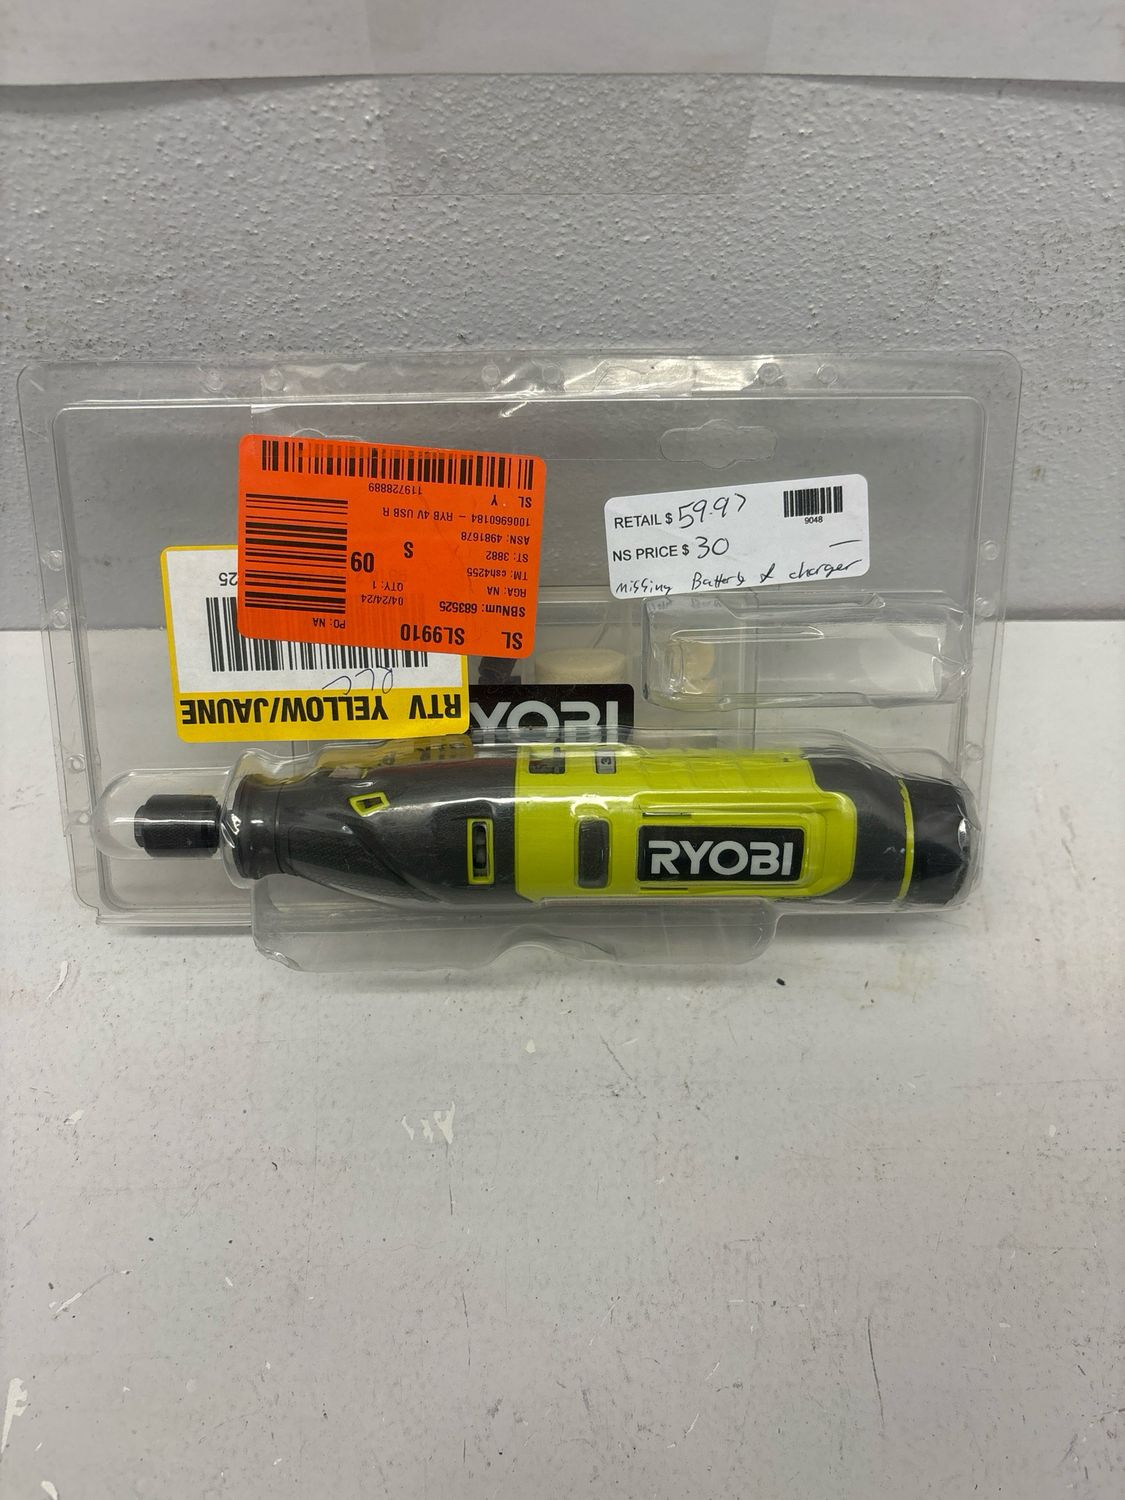 SL
SL9910
SBNum: 683525
PO: NA
RGA: NA
04/24/24
TM: csh4255
QTY: 1
ST: 3882
S
09
ASN: 4981678
1006960184 - RYB 4V USB R
SL Y
119728889
RTV YELLOW/JAUNE
RLC
25
RETAIL $ 59.97
9048
NS PRICE $ 30
Missing Battery & charger
RYOBI
RYOBI